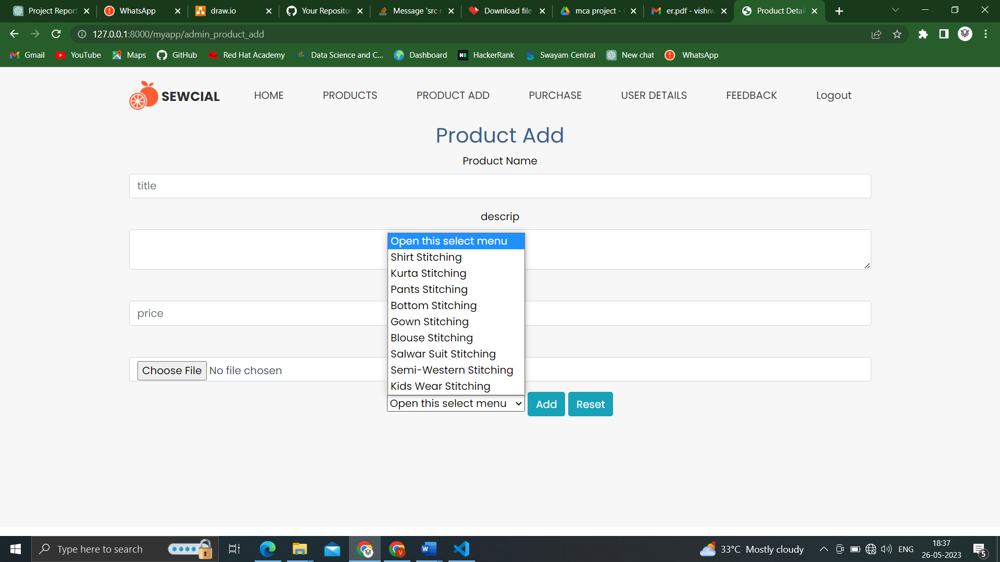 Project Report
WhatsApp
draw.io
Your Reposito
Message 'src r
Download file
mca project -
er.pdf - vishnu
Product Detail
127.0.0.1:8000/myapp/admin_product_add
Gmail
YouTube
Maps
GitHub
Red Hat Academy
Data Science and C...
Dashboard
HackerRank
Swayam Central
New chat
WhatsApp
SEWCIAL
HOME
PRODUCTS
PRODUCT ADD
PURCHASE
USER DETAILS
FEEDBACK
Logout
Product Add
Product Name
title
descrip
Open this select menu
Shirt Stitching
Kurta Stitching
Pants Stitching
Bottom Stitching
Gown Stitching
Blouse Stitching
Salwar Suit Stitching
Semi-Western Stitching
Kids Wear Stitching
price
Choose File No file chosen
Open this select menu
Add
Reset
Type here to search
33°C Mostly cloudy
ENG
18:37
26-05-2023
5